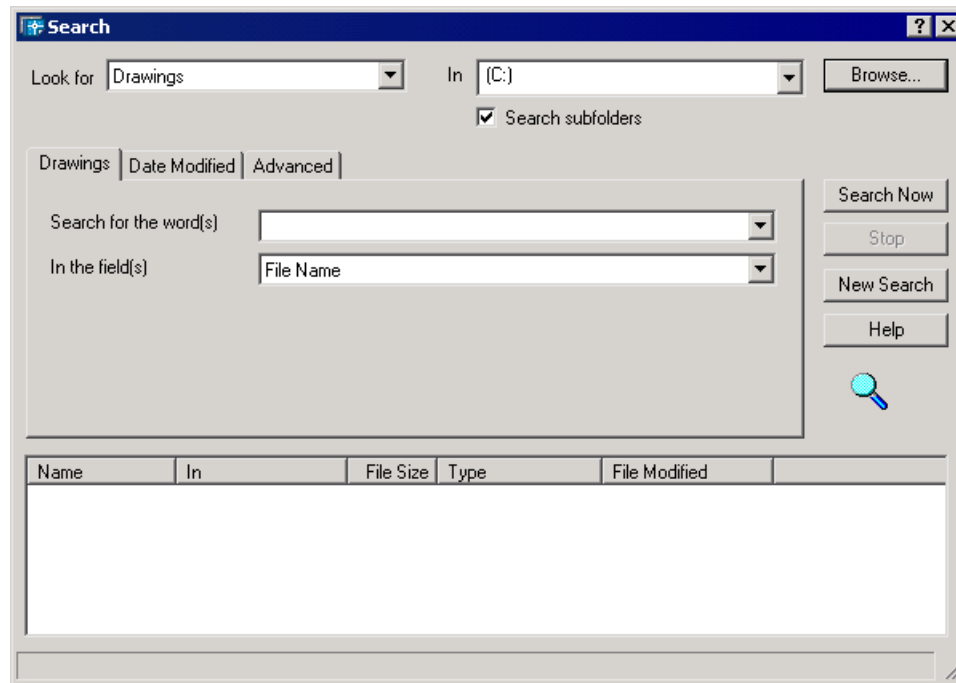 Search
Look for Drawings In (C:) Browse...
Search subfolders
Drawings Date Modified Advanced
Search for the word(s)
In the field(s) File Name
Search Now
Stop
New Search
Help
Name In File Size Type File Modified